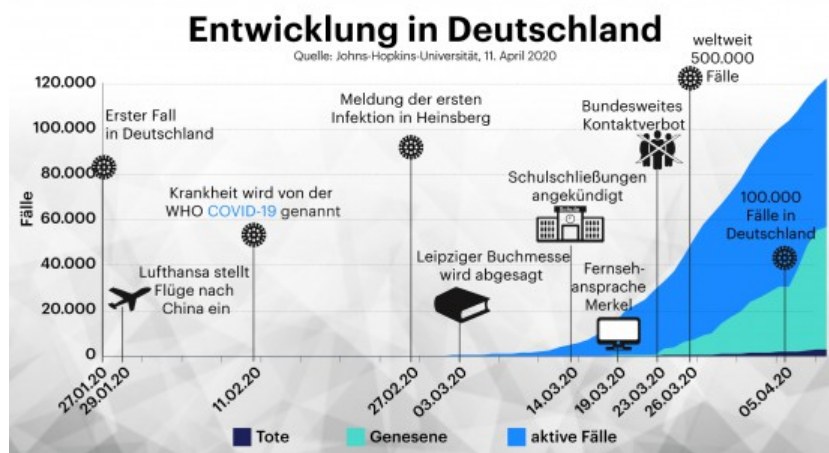 Entwicklung in Deutschland
Quelle: Johns-Hopkins-Universität, 11. April 2020
weltweit
500.000
Fälle
120.000
100.000
80.000
60.000
40.000
20.000
0
Fälle
Erster Fall
in Deutschland
Lufthansa stellt
Flüge nach
China ein
Krankheit wird von der
WHO COVID-19 genannt
Meldung der ersten
Infektion in Heinsberg
Leipziger Buchmesse
wird abgesagt
Schulschließungen
angekündigt
Schule
Fernseh-
ansprache
Merkel
Bundesweites
Kontaktverbot
100.000
Fälle in
Deutschland
27.01.20
29.01.20
11.02.20
27.02.20
03.03.20
14.03.20
19.03.20
23.03.20
26.03.20
05.04.20
Tote
Genesene
aktive Fälle